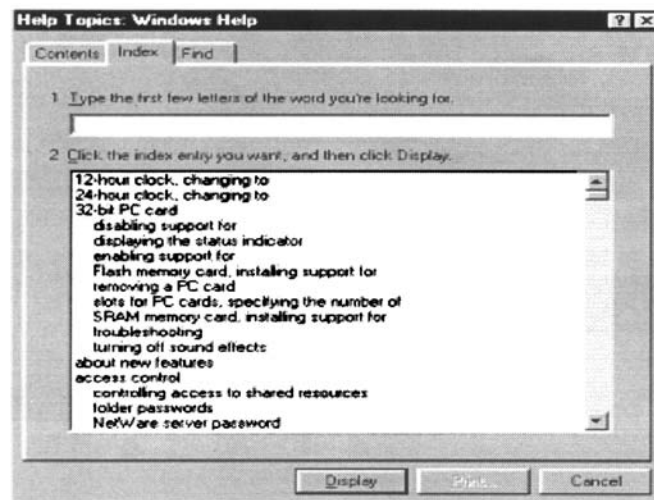 Help Topics: Windows Help
Contents Index Find
1 Type the first few letters of the word you're looking for.
2 Click the index entry you want, and then click Display.
12-hour clock, changing to
24-hour clock, changing to
32-bit PC card
disabling support for
displaying the status indicator
enabling support for
Flash memory card, installing support for
removing a PC card
slots for PC cards, specifying the number of
SRAM memory card, installing support for
troubleshooting
turning off sound effects
about new features
access control
controlling access to shared resources
folder passwords
NetWare server password
Display Print... Cancel